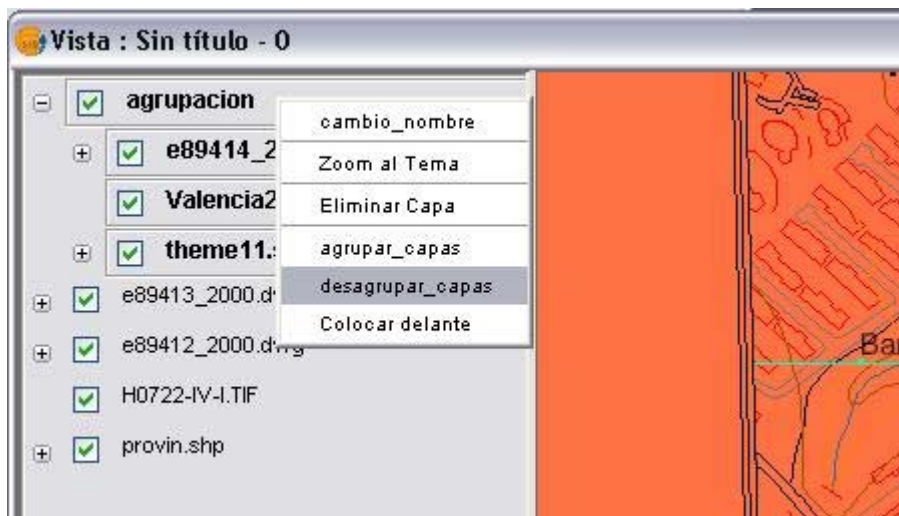 Vista : Sin título - 0
agrupacion
cambio_nombre
e89414_2
Zoom al Tema
Valencia2
Eliminar Capa
theme11.
agrupar_capas
desagrupar_capas
e89413_2000.d
Colocar delante
e89412_2000.dwg
H0722-IV-I.TIF
provin.shp
Bar